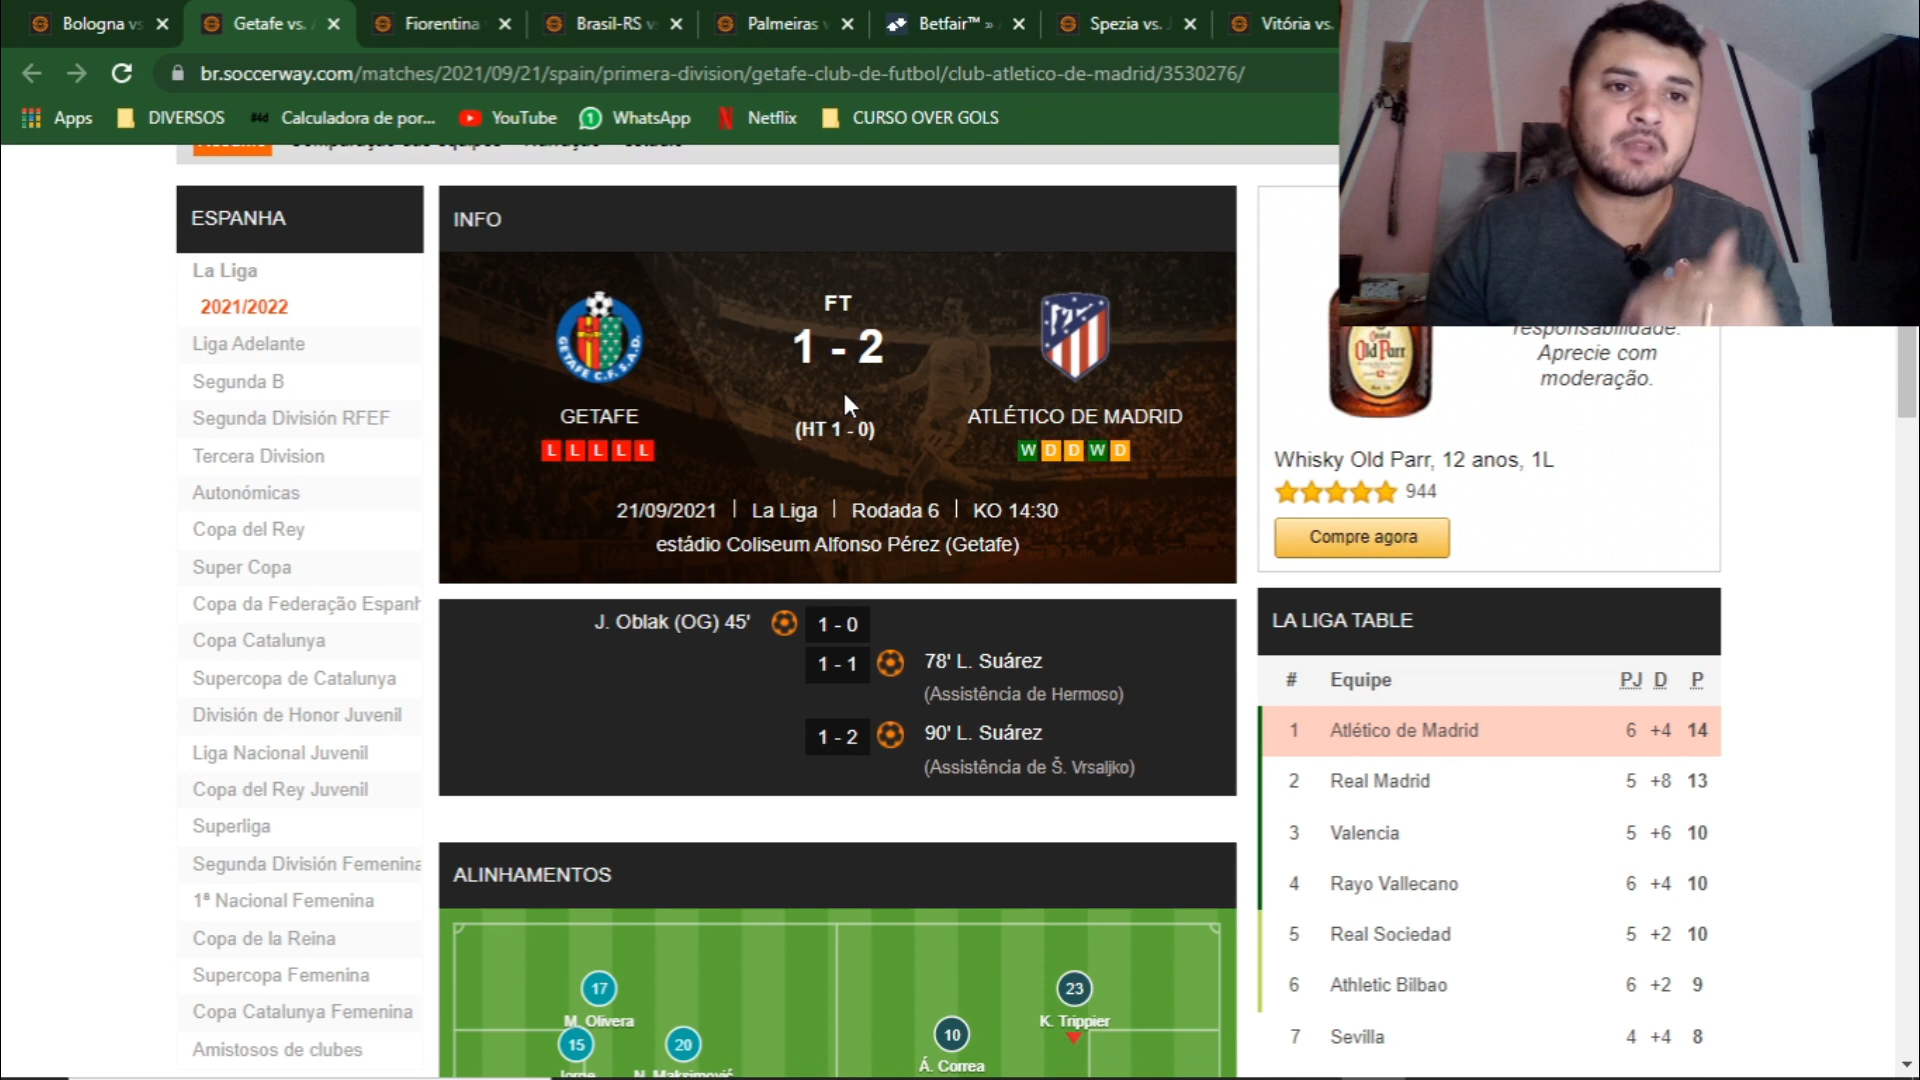 Bologna vs
Getafe vs.
Fiorentina
Brasil-RS v
Palmeiras v
Betfair™ »
Spezia vs. J
Vitória vs.
br.soccerway.com/matches/2021/09/21/spain/primera-division/getafe-club-de-futbol/club-atletico-de-madrid/3530276/
Apps
DIVERSOS
Calculadora de por...
YouTube
WhatsApp
Netflix
CURSO OVER GOLS
ESPANHA
La Liga
2021/2022
Liga Adelante
Segunda B
Segunda División RFEF
Tercera Division
Autonómicas
Copa del Rey
Super Copa
Copa da Federação Espanh
Copa Catalunya
Supercopa de Catalunya
División de Honor Juvenil
Liga Nacional Juvenil
Copa del Rey Juvenil
Superliga
Segunda División Femenina
1ª Nacional Femenina
Copa de la Reina
Supercopa Femenina
Copa Catalunya Femenina
Amistosos de clubes
INFO
FT
1 - 2
(HT 1 - 0)
GETAFE C.F. S.A.D.
GETAFE
L L L L L
ATLÉTICO DE MADRID
W D D W D
21/09/2021 | La Liga | Rodada 6 | KO 14:30
estádio Coliseum Alfonso Pérez (Getafe)
J. Oblak (OG) 45' 1 - 0
1 - 1 78' L. Suárez
(Assistência de Hermoso)
1 - 2 90' L. Suárez
(Assistência de Š. Vrsaljko)
ALINHAMENTOS
17
M. Olivera
15
Jorge
20
N. Maksimović
10
Á. Correa
23
K. Trippier
responsabilidade.
Aprecie com
moderação.
Old Parr
12
Whisky Old Parr, 12 anos, 1L
944
Compre agora
LA LIGA TABLE
# Equipe PJ D P
1 Atlético de Madrid 6 +4 14
2 Real Madrid 5 +8 13
3 Valencia 5 +6 10
4 Rayo Vallecano 6 +4 10
5 Real Sociedad 5 +2 10
6 Athletic Bilbao 6 +2 9
7 Sevilla 4 +4 8